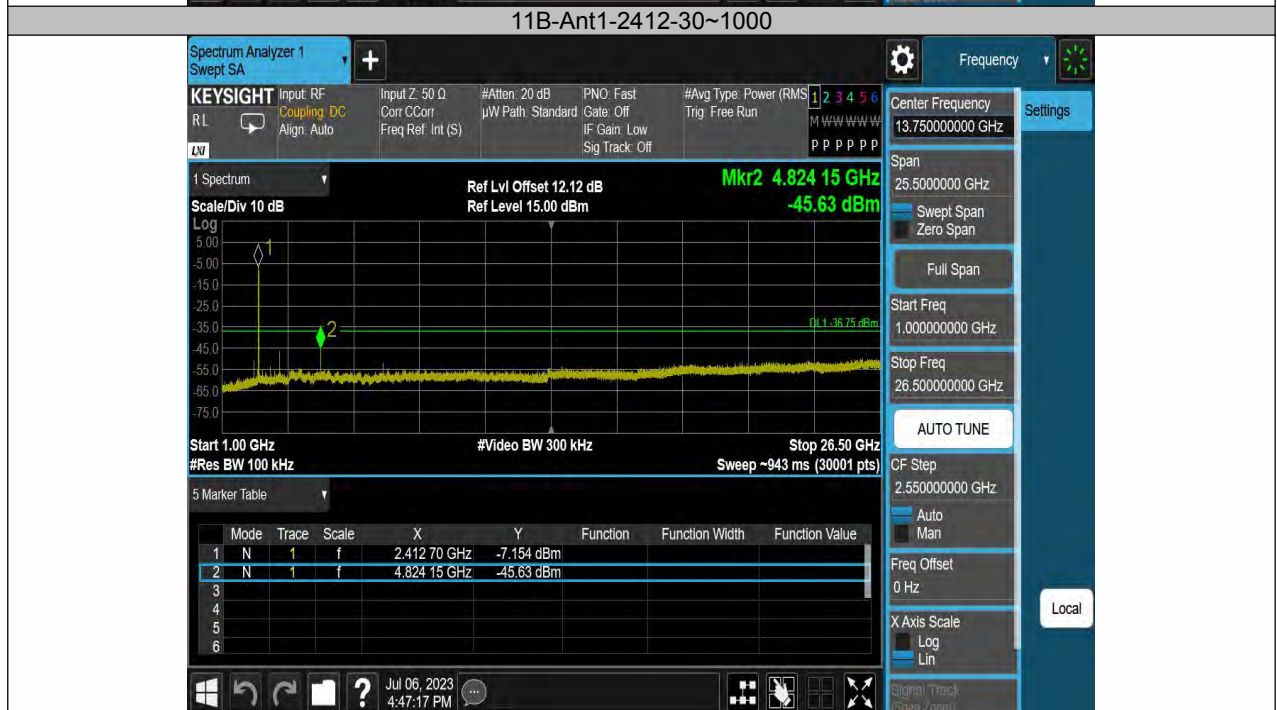 11B-Ant1-2412-30~1000
Spectrum Analyzer 1
Swept SA
+
Frequency
KEYSIGHT
R L
LXI
Input: RF
Coupling: DC
Align: Auto
Input Z: 50 Ω
Corr CCorr
Freq Ref: Int (S)
#Atten: 20 dB
µW Path: Standard
PNO: Fast
Gate: Off
IF Gain: Low
Sig Track: Off
#Avg Type: Power (RMS
Trig: Free Run
1 2 3 4 5 6
M W W W W W
P P P P P P
Center Frequency
13.750000000 GHz
Settings
1 Spectrum
Ref Lvl Offset 12.12 dB
Mkr2 4.824 15 GHz
Scale/Div 10 dB
Ref Level 15.00 dBm
-45.63 dBm
Log
5.00
-5.00
-15.0
-25.0
-35.0
-45.0
-55.0
-65.0
-75.0
1
2
DL1 -36.75 dBm
Start 1.00 GHz
#Video BW 300 kHz
Stop 26.50 GHz
#Res BW 100 kHz
Sweep ~943 ms (30001 pts)
Span
25.5000000 GHz
Swept Span
Zero Span
Full Span
Start Freq
1.000000000 GHz
Stop Freq
26.500000000 GHz
AUTO TUNE
CF Step
2.550000000 GHz
Auto
Man
Freq Offset
0 Hz
X Axis Scale
Log
Lin
Signal Track
(Span Zoom)
Local
5 Marker Table
Mode Trace Scale X Y Function Function Width Function Value
1 N 1 f 2.412 70 GHz -7.154 dBm
2 N 1 f 4.824 15 GHz -45.63 dBm
3
4
5
6
?
Jul 06, 2023
4:47:17 PM